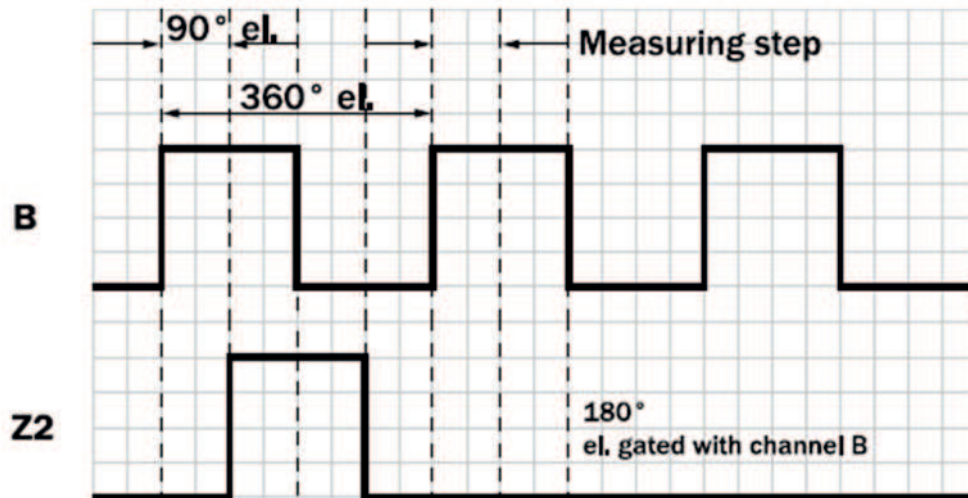 90° el.
Measuring step
360° el.
B
Z2
180°
el. gated with channel B